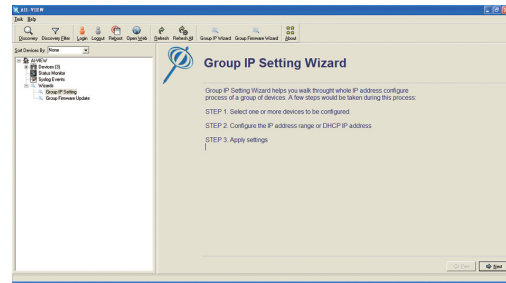 AXI-VIEW
Task Help
Discovery Discovery Filter Login Logout Reboot Open Web Refresh Refresh All Group IP Wizard Group Firmware Wizard About
Sort Devices By: None
Devices (3)
Status Monitor
Syslog Events
Wizards
Group IP Setting
Group Firmware Update
Group IP Setting Wizard
Group IP Setting Wizard helps you walk throught whole IP address configure
process of a group of devices. A few steps would be taken during this process:
STEP 1. Select one or more devices to be configured.
STEP 2. Configure the IP address range or DHCP IP address
STEP 3. Apply settings
Next